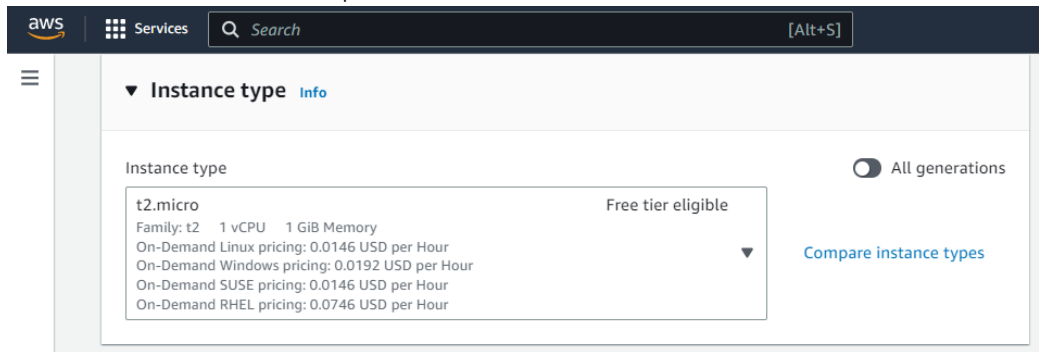 aws Services Search [Alt+S]
Instance type Info
Instance type All generations
t2.micro Free tier eligible
Family: t2 1 vCPU 1 GiB Memory
On-Demand Linux pricing: 0.0146 USD per Hour
On-Demand Windows pricing: 0.0192 USD per Hour
Compare instance types
On-Demand SUSE pricing: 0.0146 USD per Hour
On-Demand RHEL pricing: 0.0746 USD per Hour